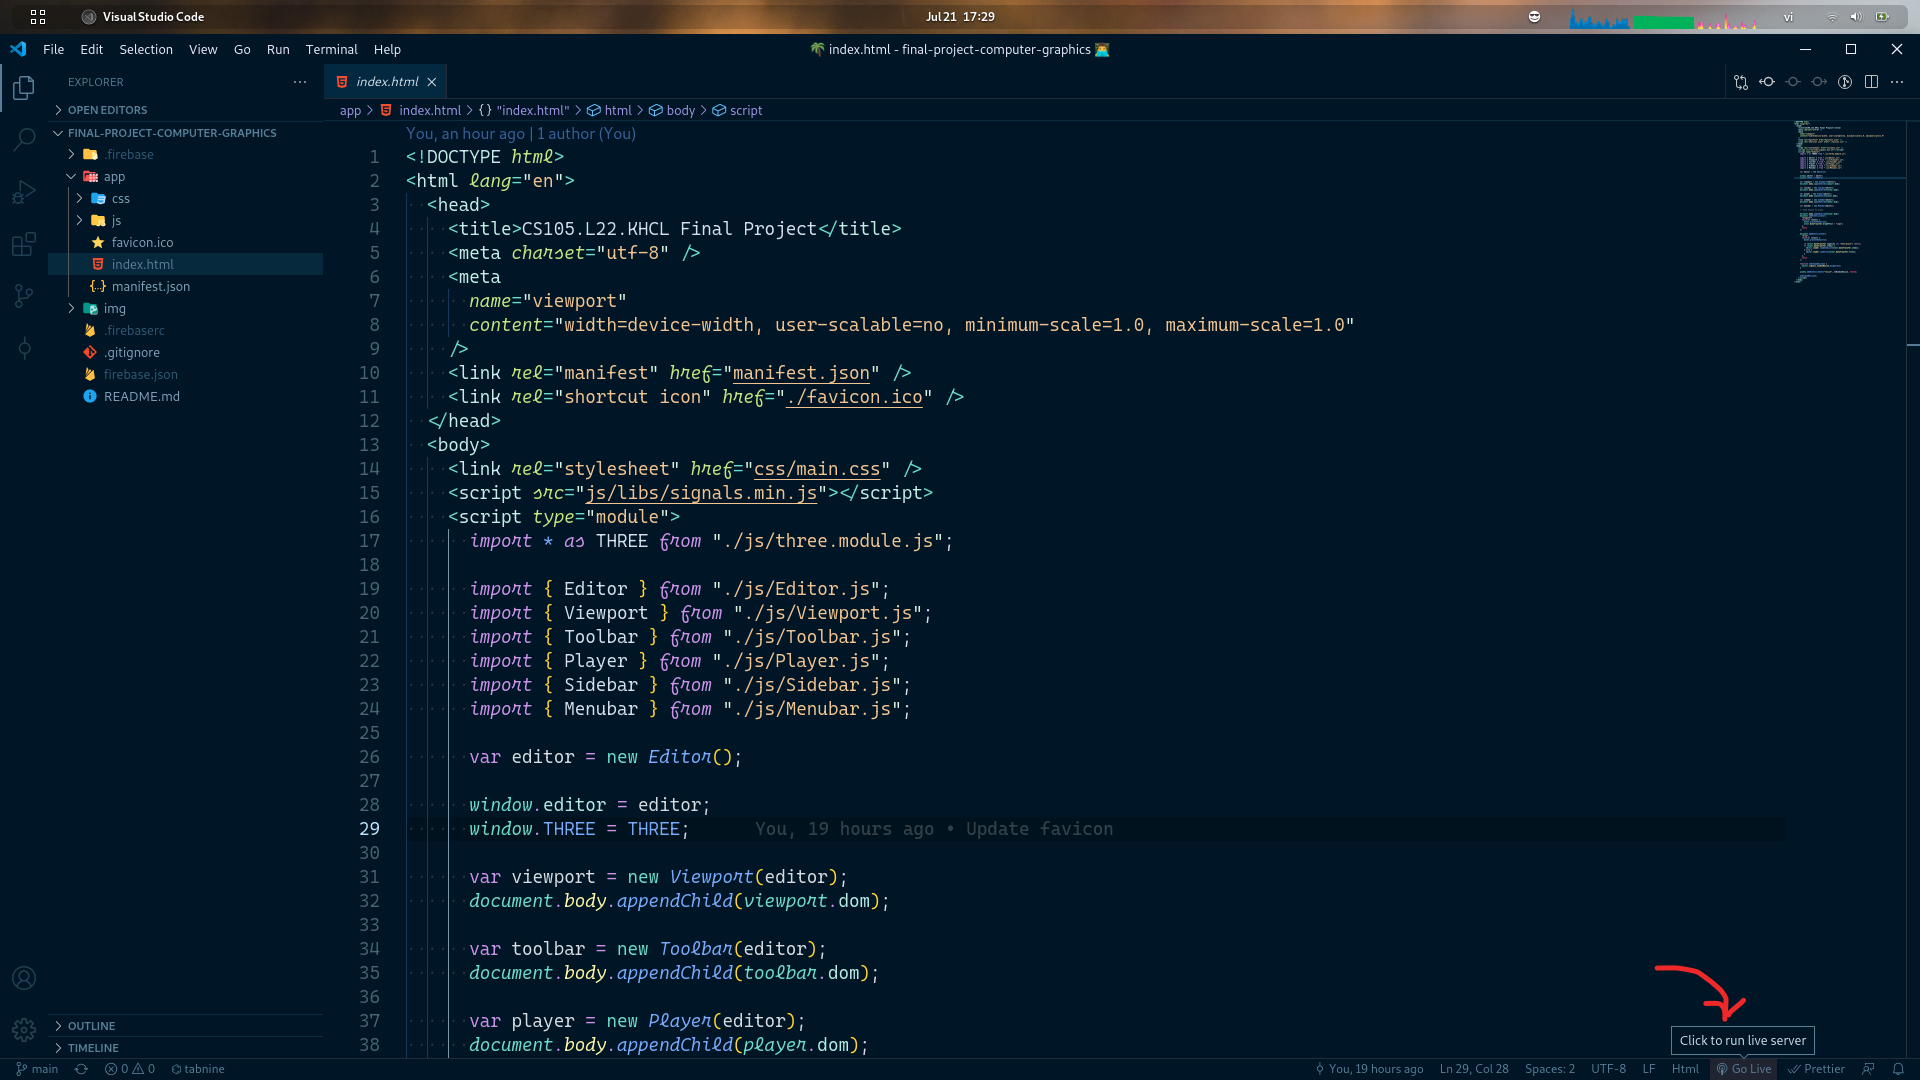 Visual Studio Code
Jul 21 17:29
vi
File Edit Selection View Go Run Terminal Help
🌴 index.html - final-project-computer-graphics 👨‍💻
EXPLORER
index.html
OPEN EDITORS
app > index.html > {} "index.html" > html > body > script
FINAL-PROJECT-COMPUTER-GRAPHICS
.firebase
app
css
js
favicon.ico
index.html
manifest.json
img
.firebaserc
.gitignore
firebase.json
README.md
OUTLINE
TIMELINE
You, an hour ago | 1 author (You)
1 <!DOCTYPE html>
2 <html lang="en">
3 <head>
4 <title>CS105.L22.KHCL Final Project</title>
5 <meta charset="utf-8" />
6 <meta
7 name="viewport"
8 content="width=device-width, user-scalable=no, minimum-scale=1.0, maximum-scale=1.0"
9 />
10 <link rel="manifest" href="manifest.json" />
11 <link rel="shortcut icon" href="./favicon.ico" />
12 </head>
13 <body>
14 <link rel="stylesheet" href="css/main.css" />
15 <script src="js/libs/signals.min.js"></script>
16 <script type="module">
17 import * as THREE from "./js/three.module.js";
18
19 import { Editor } from "./js/Editor.js";
20 import { Viewport } from "./js/Viewport.js";
21 import { Toolbar } from "./js/Toolbar.js";
22 import { Player } from "./js/Player.js";
23 import { Sidebar } from "./js/Sidebar.js";
24 import { Menubar } from "./js/Menubar.js";
25
26 var editor = new Editor();
27
28 window.editor = editor;
29 window.THREE = THREE; You, 19 hours ago • Update favicon
30
31 var viewport = new Viewport(editor);
32 document.body.appendChild(viewport.dom);
33
34 var toolbar = new Toolbar(editor);
35 document.body.appendChild(toolbar.dom);
36
37 var player = new Player(editor);
38 document.body.appendChild(player.dom);
Click to run live server
main 0 0 tabnine You, 19 hours ago Ln 29, Col 28 Spaces: 2 UTF-8 LF Html Go Live Prettier